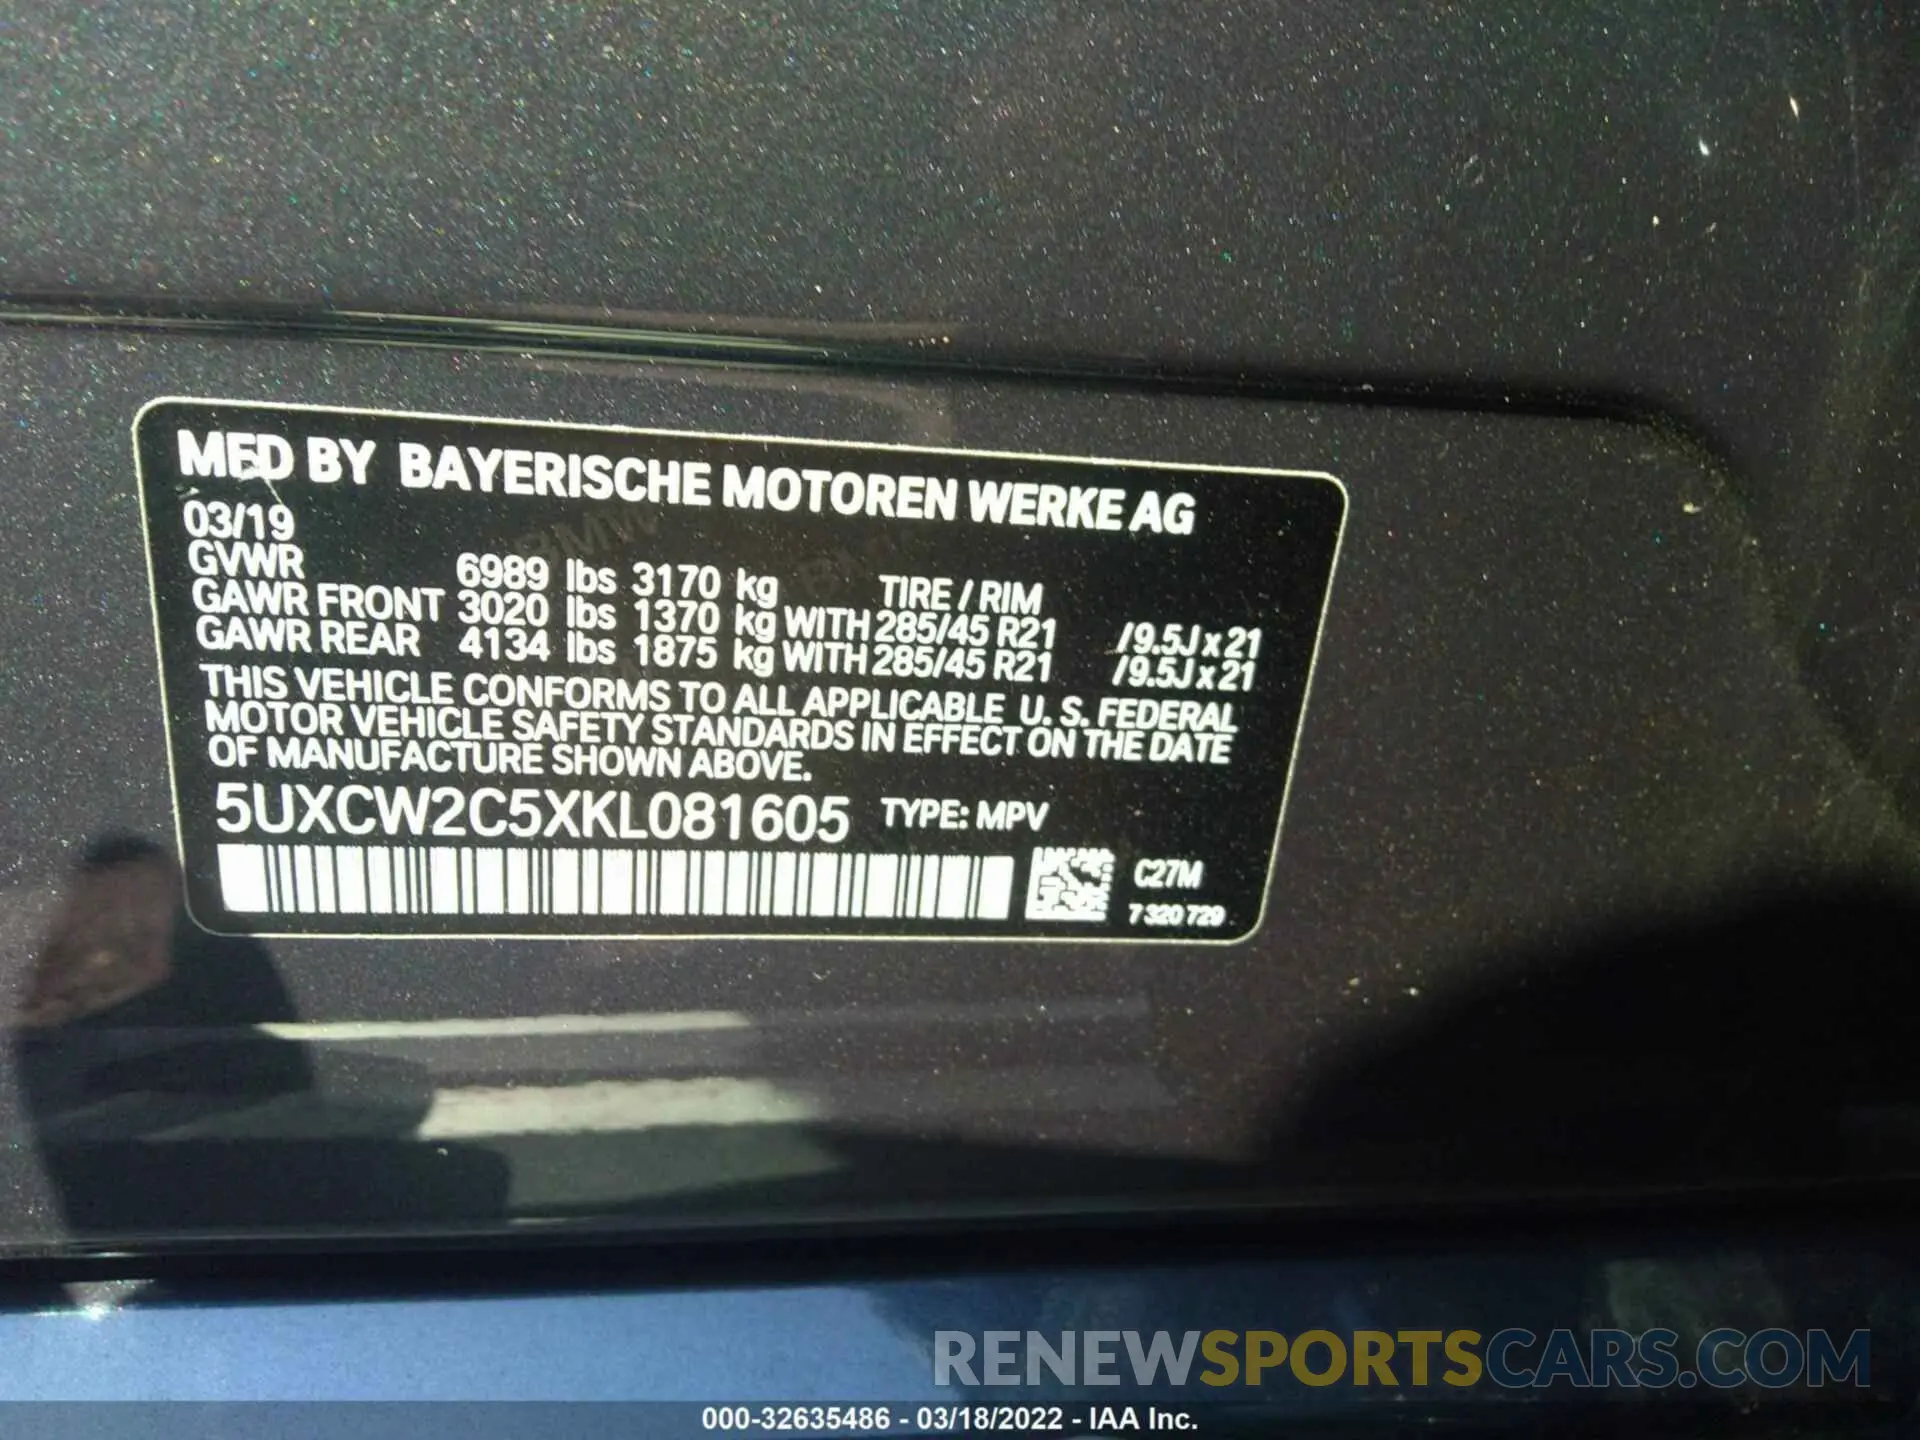 MFD BY BAYERISCHE MOTOREN WERKE AG
03/19
GVWR 6989 lbs 3170 kg TIRE / RIM
GAWR FRONT 3020 lbs 1370 kg WITH 285/45 R21 /9.5J x 21
GAWR REAR 4134 lbs 1875 kg WITH 285/45 R21 /9.5J x 21
THIS VEHICLE CONFORMS TO ALL APPLICABLE U. S. FEDERAL
MOTOR VEHICLE SAFETY STANDARDS IN EFFECT ON THE DATE
OF MANUFACTURE SHOWN ABOVE.
5UXCW2C5XKL081605 TYPE: MPV
C27M
7 320 729
RENEWSPORTSCARS.COM
000-32635486 - 03/18/2022 - IAA Inc.